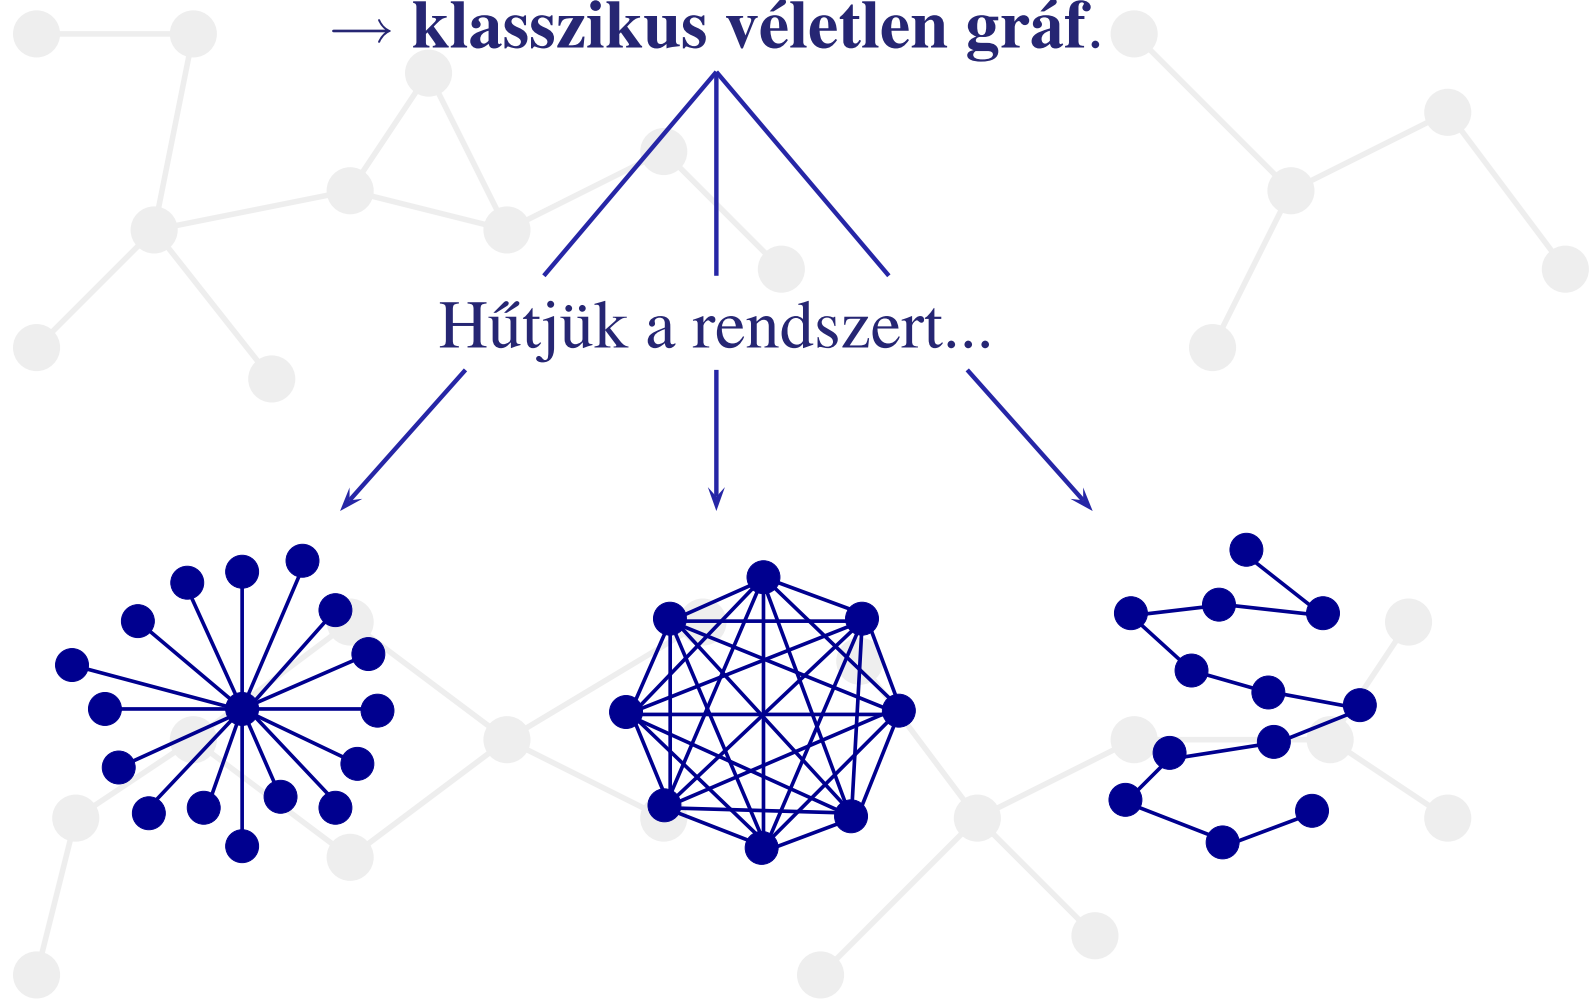 → klasszikus véletlen gráf.
Hűtjük a rendszert...